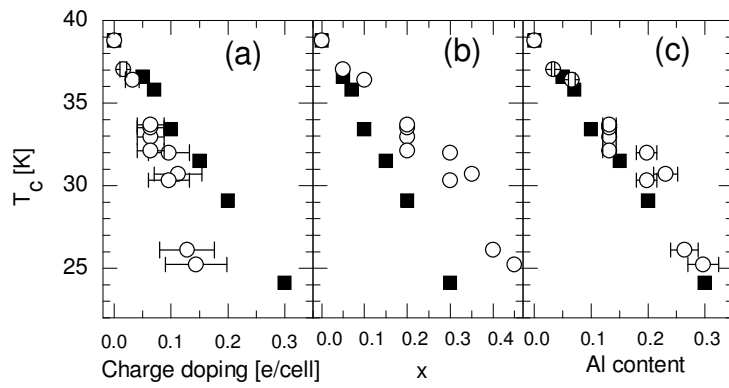 (a) (b) (c)
40
35
30
25
T_c [K]
0.0 0.1 0.2 0.3 0.0 0.1 0.2 0.3 0.4 0.0 0.1 0.2 0.3
Charge doping [e/cell] x Al content